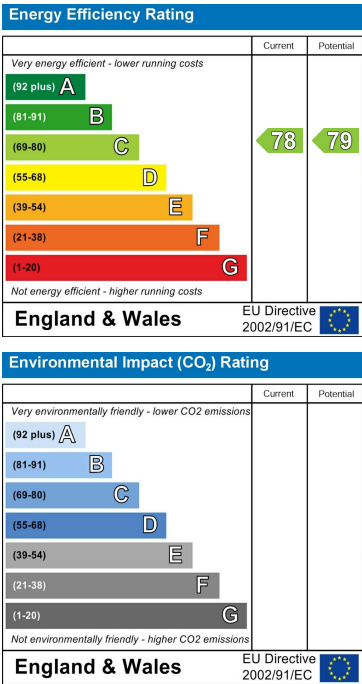 Energy Efficiency Rating
Current Potential
Very energy efficient - lower running costs
(92 plus) A
(81-91) B
(69-80) C
78 79
(55-68) D
(39-54) E
(21-38) F
(1-20) G
Not energy efficient - higher running costs
England & Wales
EU Directive
2002/91/EC
Environmental Impact (CO₂) Rating
Current Potential
Very environmentally friendly - lower CO2 emissions
(92 plus) A
(81-91) B
(69-80) C
(55-68) D
(39-54) E
(21-38) F
(1-20) G
Not environmentally friendly - higher CO2 emissions
England & Wales
EU Directive
2002/91/EC